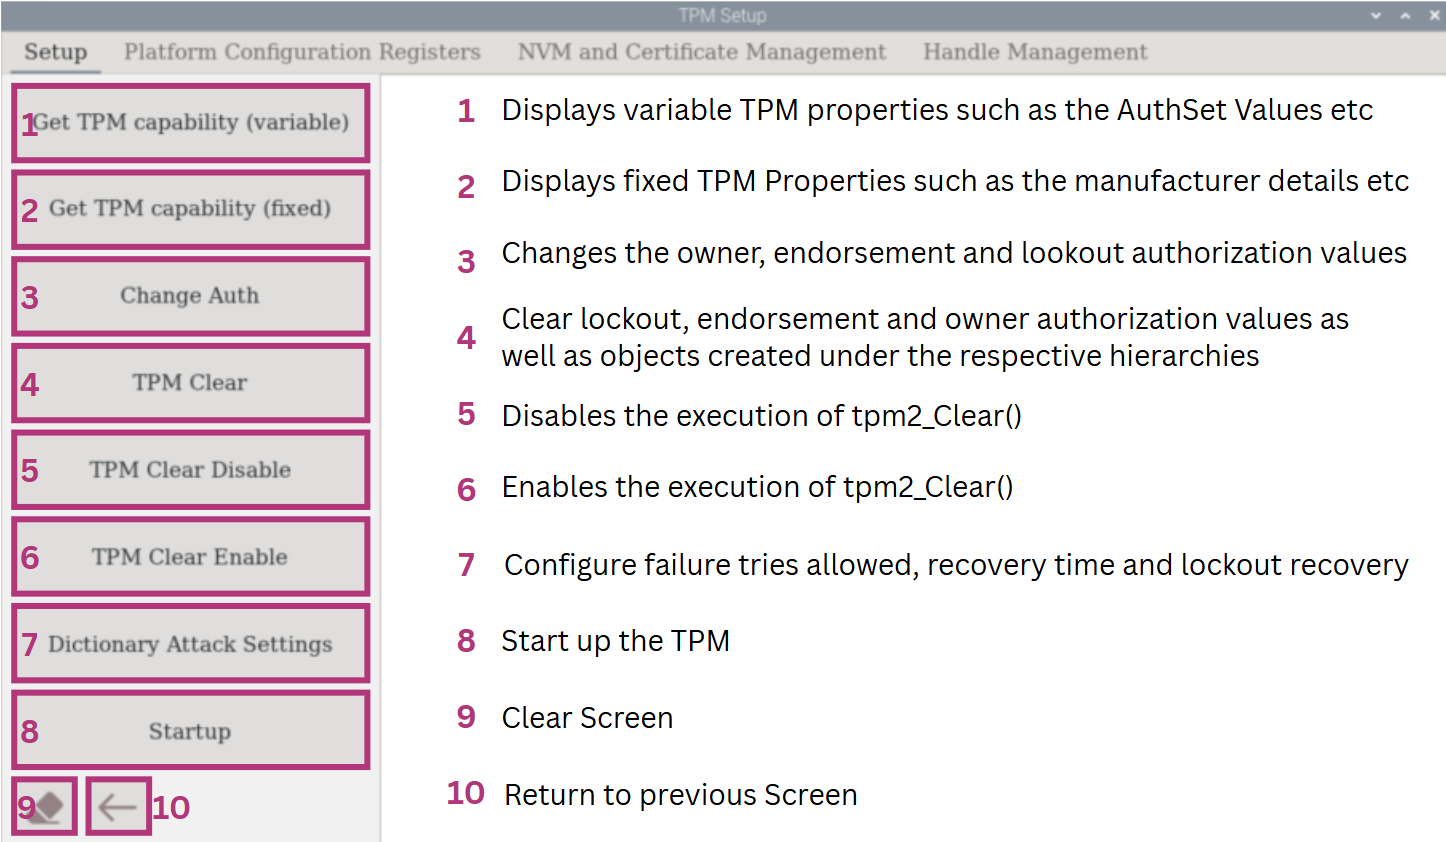 TPM Setup
Setup Platform Configuration Registers NVM and Certificate Management Handle Management
1 Get TPM capability (variable)
2 Get TPM capability (fixed)
3 Change Auth
4 TPM Clear
5 TPM Clear Disable
6 TPM Clear Enable
7 Dictionary Attack Settings
8 Startup
9 10
1 Displays variable TPM properties such as the AuthSet Values etc
2 Displays fixed TPM Properties such as the manufacturer details etc
3 Changes the owner, endorsement and lookout authorization values
4 Clear lockout, endorsement and owner authorization values as
well as objects created under the respective hierarchies
5 Disables the execution of tpm2_Clear()
6 Enables the execution of tpm2_Clear()
7 Configure failure tries allowed, recovery time and lockout recovery
8 Start up the TPM
9 Clear Screen
10 Return to previous Screen